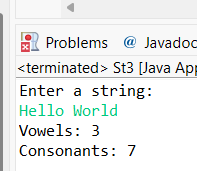 Problems @ Javadoc
<terminated> St3 [Java App
Enter a string:
Hello World
Vowels: 3
Consonants: 7